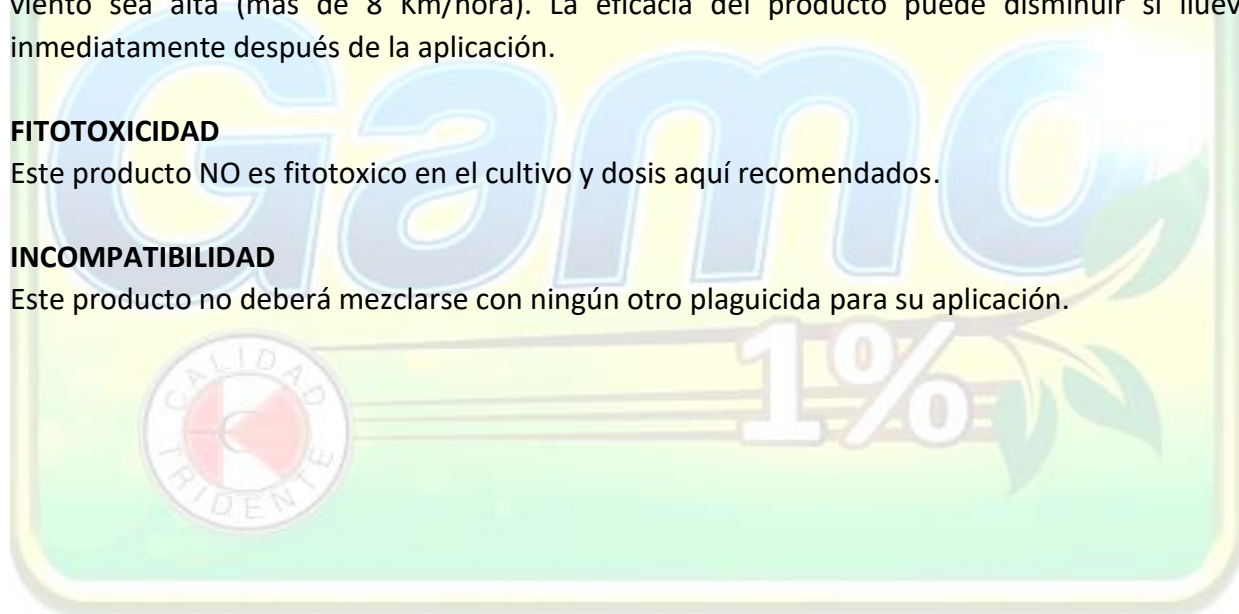 viento sea alta (más de 8 Km/hora). La eficacia del producto puede disminuir si llueve
inmediatamente después de la aplicación.
FITOTOXICIDAD
Este producto NO es fitotoxico en el cultivo y dosis aquí recomendados.
INCOMPATIBILIDAD
Este producto no deberá mezclarse con ningún otro plaguicida para su aplicación.
Gamo
1%
CALIDAD
TRIDENTE